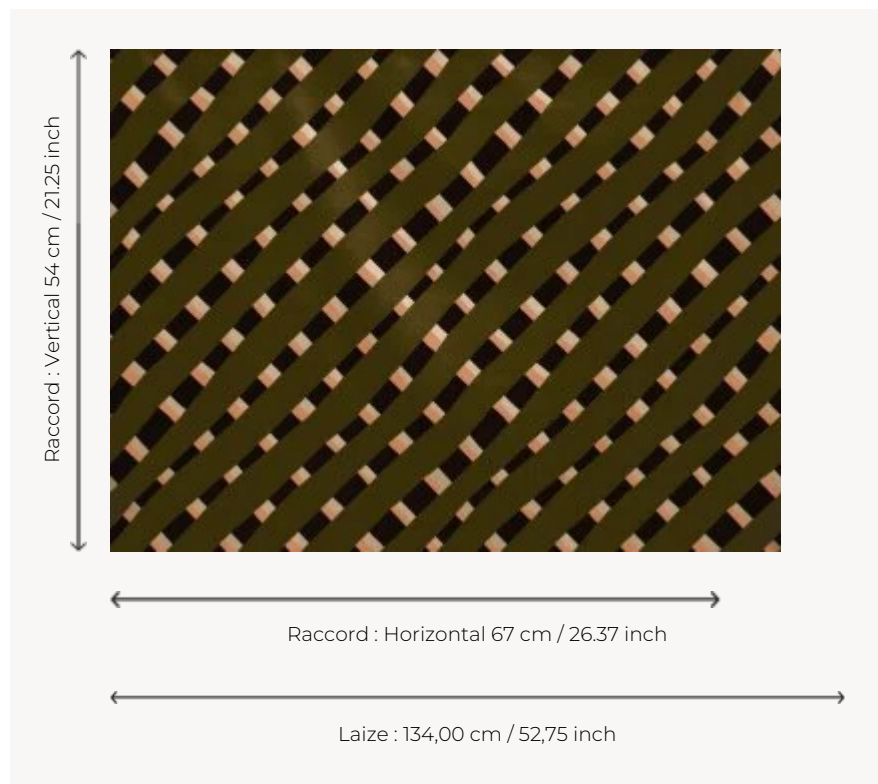 Raccord : Vertical 54 cm / 21.25 inch
Raccord : Horizontal 67 cm / 26.37 inch
Laize : 134,00 cm / 52,75 inch